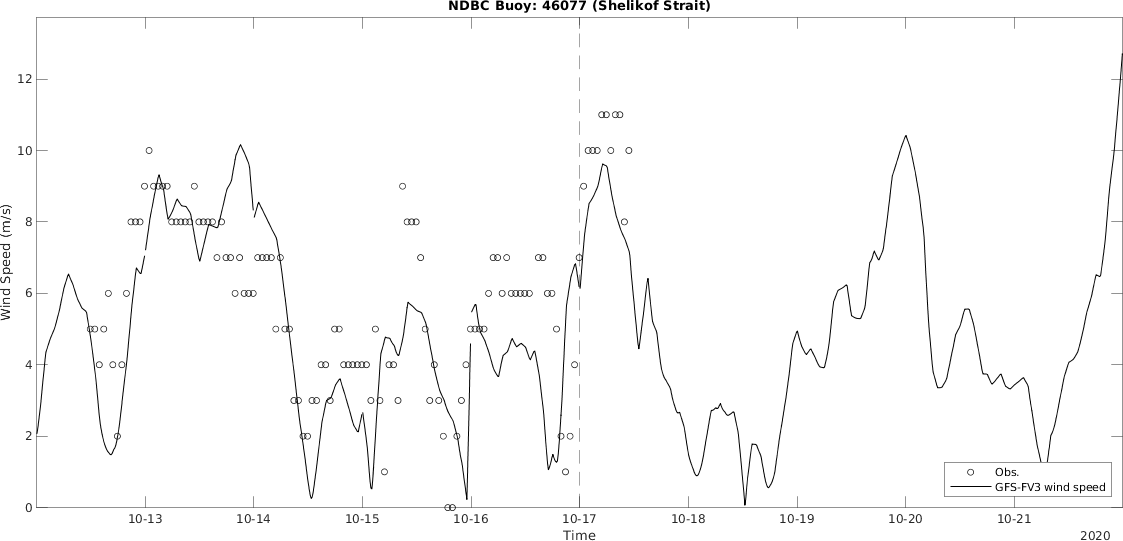 NDBC Buoy: 46077 (Shelikof Strait)
Wind Speed (m/s)
12
10
8
6
4
2
0
10-13 10-14 10-15 10-16 10-17 10-18 10-19 10-20 10-21
Time
2020
Obs.
GFS-FV3 wind speed